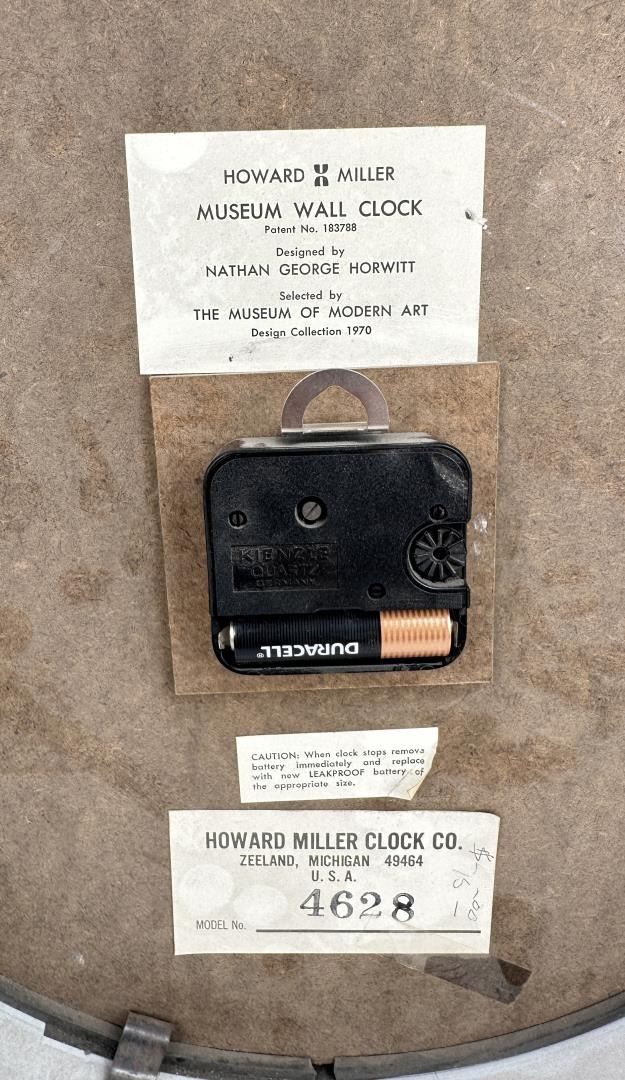 HOWARD MILLER
MUSEUM WALL CLOCK
Patent No. 183788
Designed by
NATHAN GEORGE HORWITT
Selected by
THE MUSEUM OF MODERN ART
Design Collection 1970
KIENZLE
QUARTZ
GERMANY
DURACELL®
CAUTION: When clock stops remova
battery immediately and replace
with new LEAKPROOF battery of
the appropriate size.
HOWARD MILLER CLOCK CO.
ZEELAND, MICHIGAN 49464
U. S. A.
4628
MODEL No.